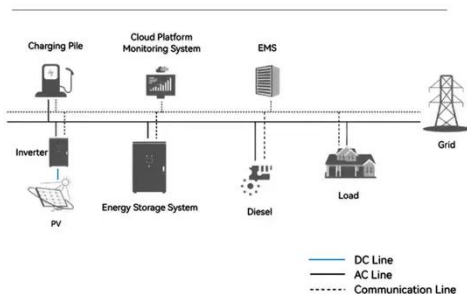 Charging Pile
Cloud Platform
Monitoring System
EMS
Grid
Inverter
PV
Energy Storage System
Diesel
Load
DC Line
AC Line
Communication Line